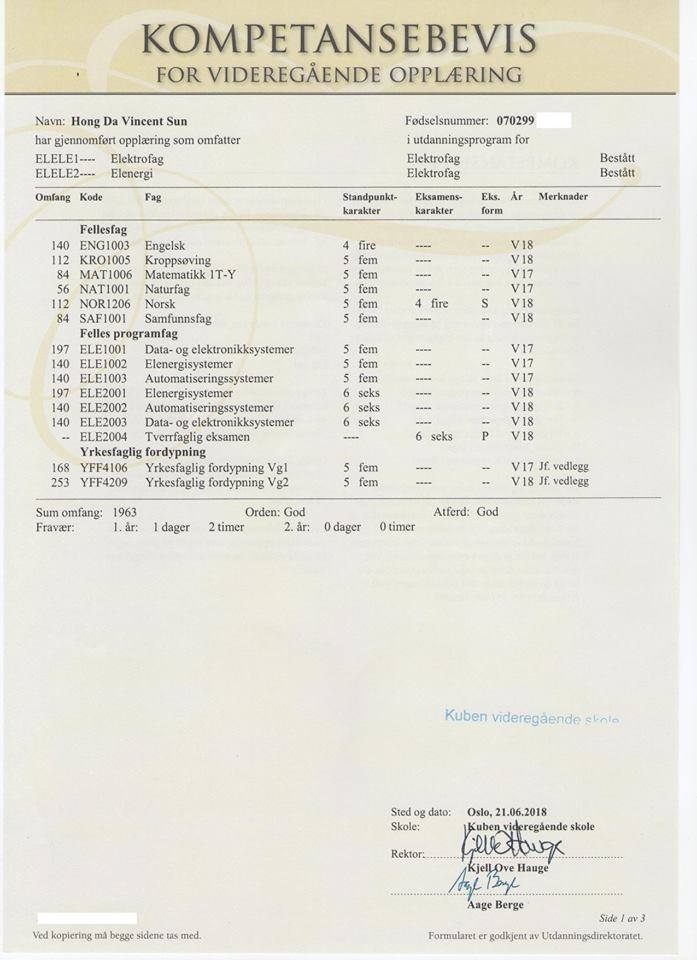 KOMPETANSEBEVIS
FOR VIDEREGÅENDE OPPLÆRING
Navn: Hong Da Vincent Sun Fødselsnummer: 070299
har gjennomført opplæring som omfatter i utdanningsprogram for
ELELE1---- Elektrofag Elektrofag Bestått
ELELE2---- Elenergi Elektrofag Bestått
Omfang Kode Fag Standpunkt-karakter Eksamens-karakter Eks. form År Merknader
Fellesfag
140 ENG1003 Engelsk 4 fire ---- -- V18
112 KRO1005 Kroppsøving 5 fem ---- -- V18
84 MAT1006 Matematikk 1T-Y 5 fem ---- -- V17
56 NAT1001 Naturfag 5 fem ---- -- V17
112 NOR1206 Norsk 5 fem 4 fire S V18
84 SAF1001 Samfunnsfag 5 fem ---- -- V18
Felles programfag
197 ELE1001 Data- og elektronikksystemer 5 fem ---- -- V17
140 ELE1002 Elenergisystemer 5 fem ---- -- V17
140 ELE1003 Automatiseringssystemer 5 fem ---- -- V17
197 ELE2001 Elenergisystemer 6 seks ---- -- V18
140 ELE2002 Automatiseringssystemer 6 seks ---- -- V18
140 ELE2003 Data- og elektronikksystemer 6 seks ---- -- V18
-- ELE2004 Tverrfaglig eksamen ---- 6 seks P V18
Yrkesfaglig fordypning
168 YFF4106 Yrkesfaglig fordypning Vg1 5 fem ---- -- V17 Jf. vedlegg
253 YFF4209 Yrkesfaglig fordypning Vg2 5 fem ---- -- V18 Jf. vedlegg
Sum omfang: 1963 Orden: God Atferd: God
Fravær: 1. år: 1 dager 2 timer 2. år: 0 dager 0 timer
Kuben videregående skole
Sted og dato: Oslo, 21.06.2018
Skole: Kuben videregående skole
Rektor: Kjell O Hauge
Kjell Ove Hauge
Aage Berge
Aage Berge
Side 1 av 3
Ved kopiering må begge sidene tas med. Formularet er godkjent av Utdanningsdirektoratet.